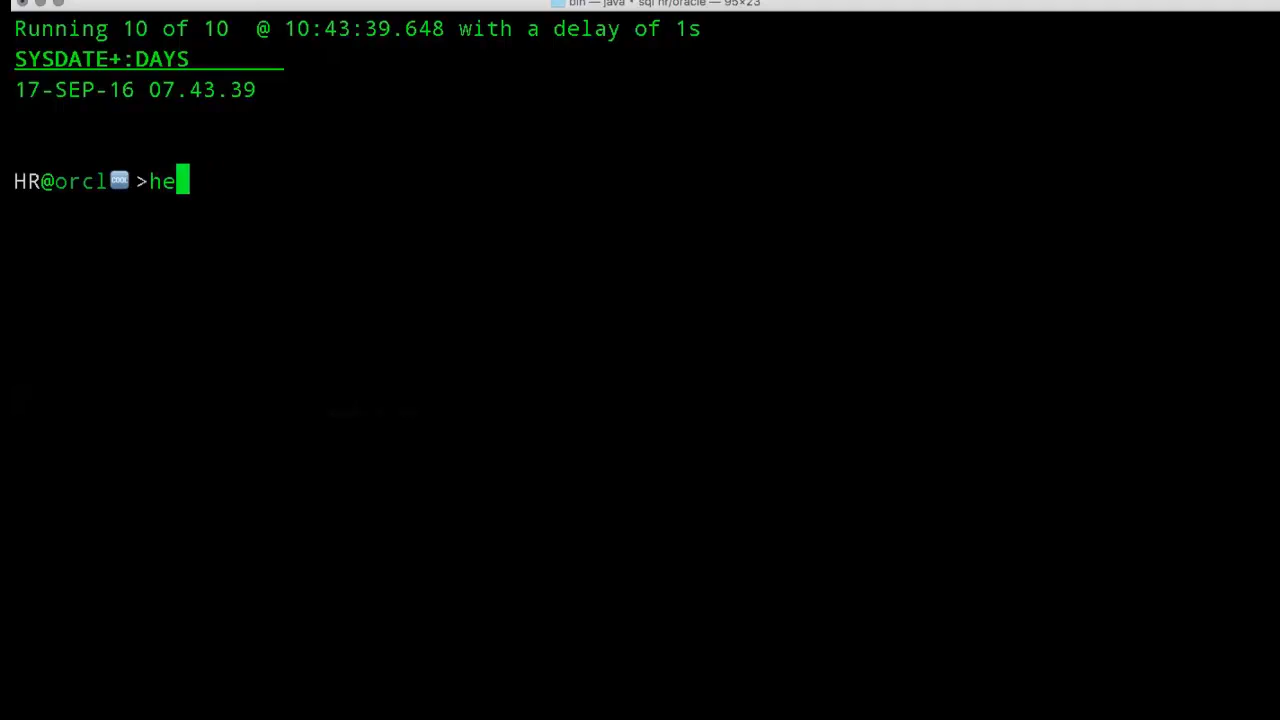 bin — java • sql hr/oracle — 95×23
Running 10 of 10  @ 10:43:39.648 with a delay of 1s
SYSDATE+:DAYS
17-SEP-16 07.43.39
HR@orcl🆒 >he